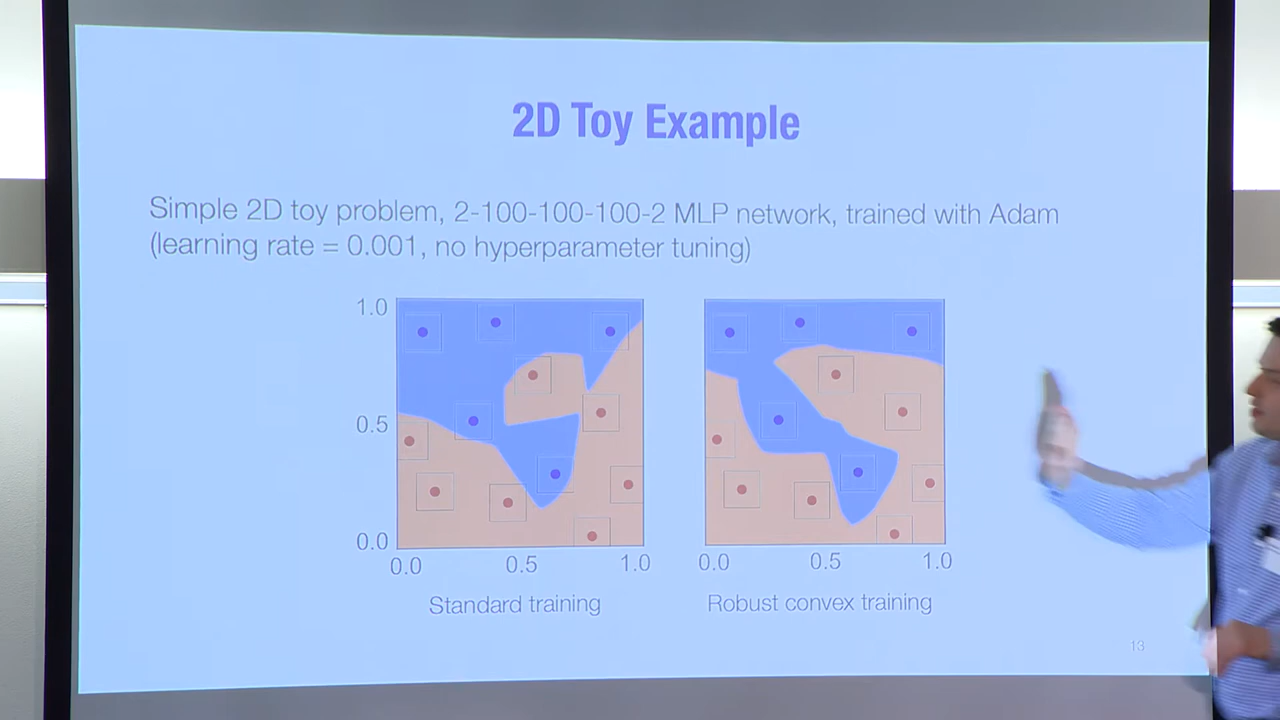 2D Toy Example
Simple 2D toy problem, 2-100-100-100-2 MLP network, trained with Adam
(learning rate = 0.001, no hyperparameter tuning)
1.0
0.5
0.0
0.0 0.5 1.0
0.0 0.5 1.0
Standard training
Robust convex training
13